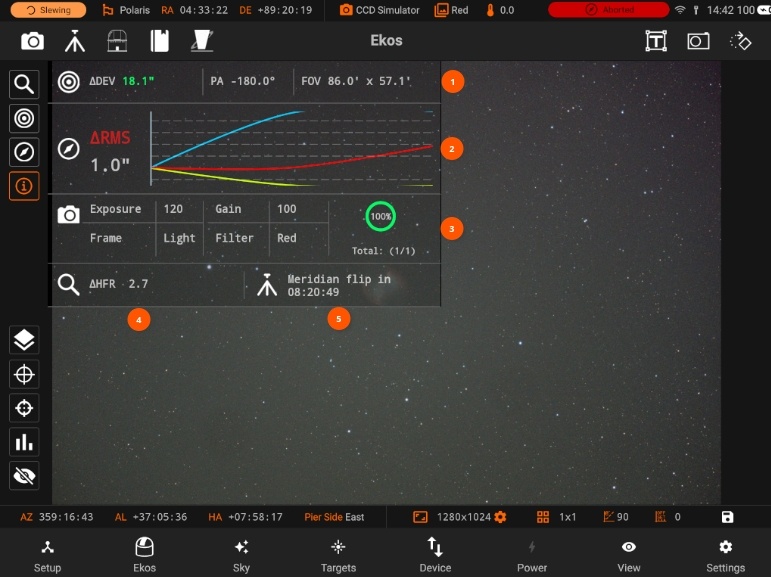 Slewing Polaris RA 04:33:22 DE +89:20:19 CCD Simulator Red 0.0 Aborted 14:42 100
Ekos
ΔDEV 18.1" PA -180.0° FOV 86.0' x 57.1' 1
ΔRMS 2
1.0"
Exposure 120 Gain 100 100%
3
Frame Light Filter Red
Total: (1/1)
ΔHFR 2.7 Meridian flip in
08:20:49
4 5
AZ 359:16:43 AL +37:05:36 HA +07:58:17 Pier Side East 1280x1024 1x1 90 0
Setup Ekos Sky Targets Device Power View Settings